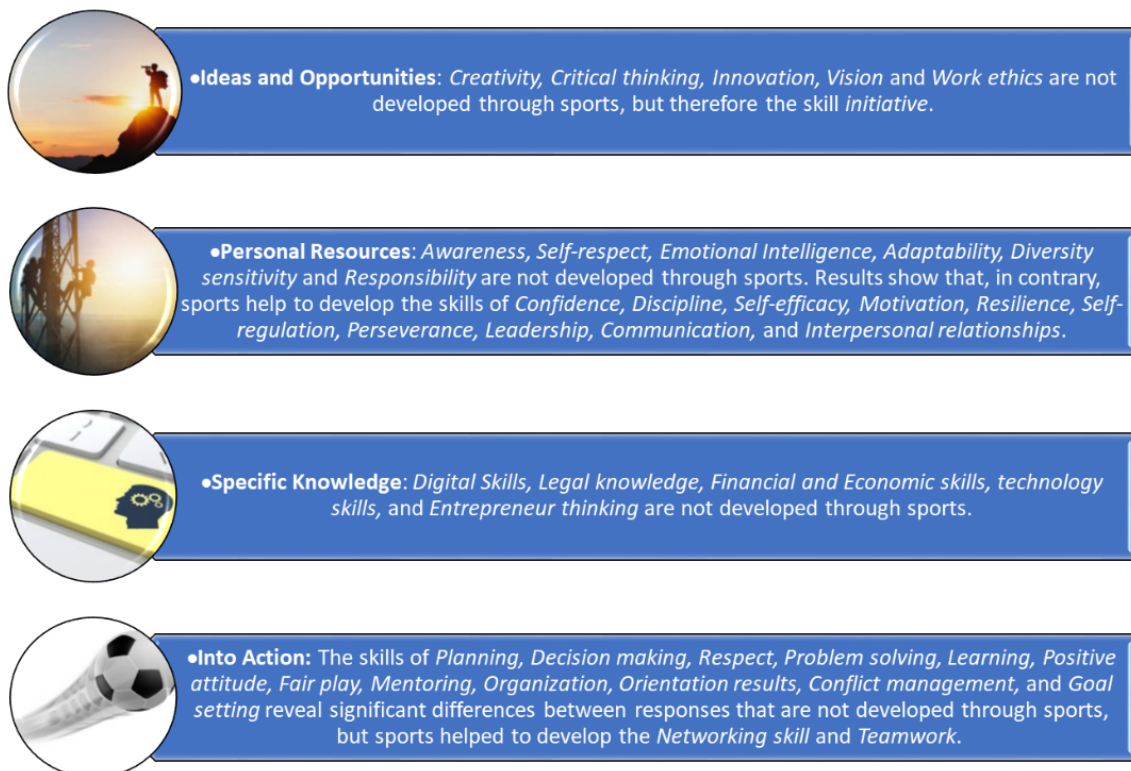 •Ideas and Opportunities: Creativity, Critical thinking, Innovation, Vision and Work ethics are not
developed through sports, but therefore the skill initiative.
•Personal Resources: Awareness, Self-respect, Emotional Intelligence, Adaptability, Diversity
sensitivity and Responsibility are not developed through sports. Results show that, in contrary,
sports help to develop the skills of Confidence, Discipline, Self-efficacy, Motivation, Resilience, Self-
regulation, Perseverance, Leadership, Communication, and Interpersonal relationships.
•Specific Knowledge: Digital Skills, Legal knowledge, Financial and Economic skills, technology
skills, and Entrepreneur thinking are not developed through sports.
•Into Action: The skills of Planning, Decision making, Respect, Problem solving, Learning, Positive
attitude, Fair play, Mentoring, Organization, Orientation results, Conflict management, and Goal
setting reveal significant differences between responses that are not developed through sports,
but sports helped to develop the Networking skill and Teamwork.